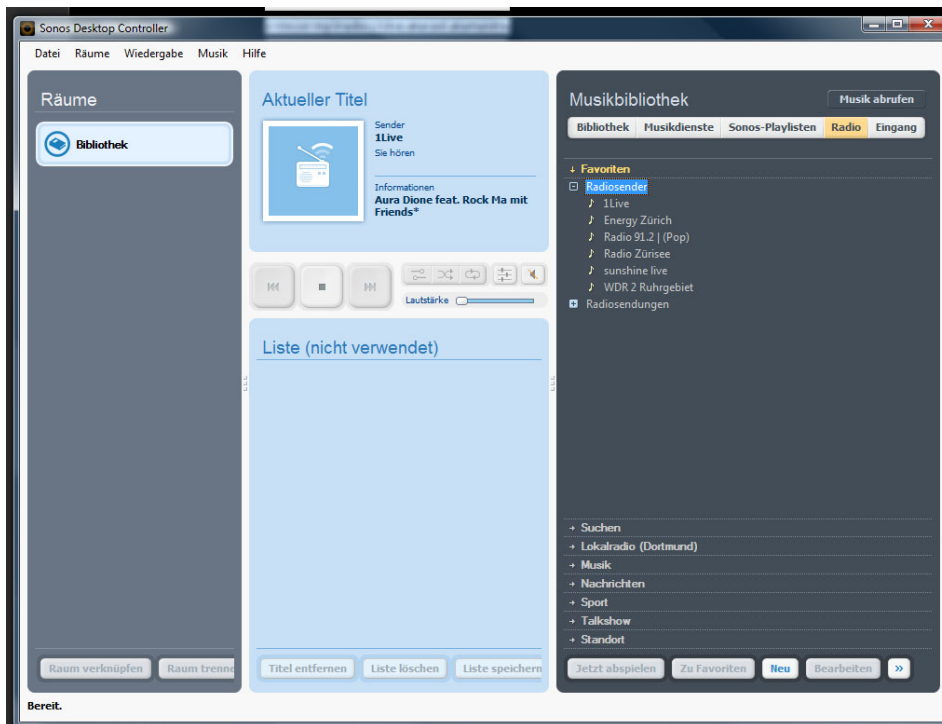 Sonos Desktop Controller
Datei Räume Wiedergabe Musik Hilfe
Räume
Bibliothek
Raum verknüpfen Raum trenne
Aktueller Titel
Sender
1Live
Sie hören
Informationen
Aura Dione feat. Rock Ma mit
Friends*
Lautstärke
Liste (nicht verwendet)
Titel entfernen Liste löschen Liste speichern
Musikbibliothek
Musik abrufen
Bibliothek Musikdienste Sonos-Playlisten Radio Eingang
Favoriten
Radiosender
1Live
Energy Zürich
Radio 91.2 | (Pop)
Radio Zürisee
sunshine live
WDR 2 Ruhrgebiet
Radiosendungen
Suchen
Lokalradio (Dortmund)
Musik
Nachrichten
Sport
Talkshow
Standort
Jetzt abspielen Zu Favoriten Neu Bearbeiten »
Bereit.